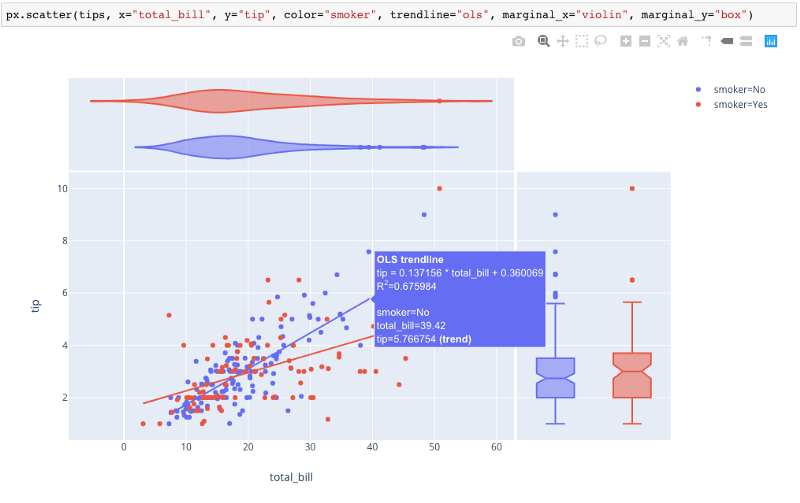 px.scatter(tips, x="total_bill", y="tip", color="smoker", trendline="ols", marginal_x="violin", marginal_y="box")
smoker=No
smoker=Yes
10
8
6
4
2
tip
OLS trendline
tip = 0.137156 * total_bill + 0.360069
R²=0.675984
smoker=No
total_bill=39.42
tip=5.766754 (trend)
0
10
20
30
40
50
60
total_bill